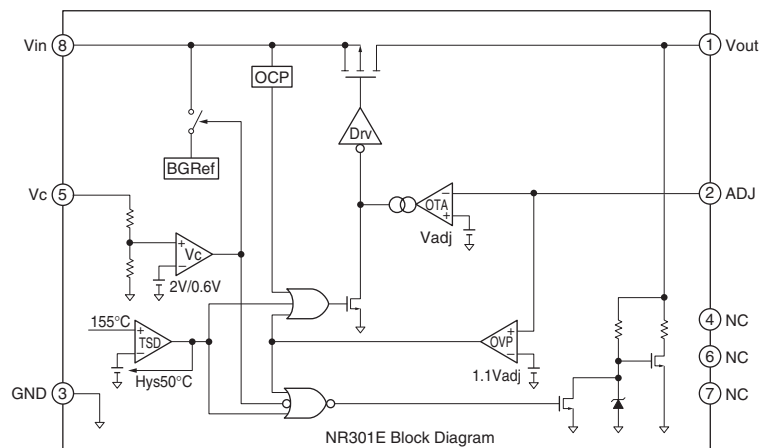 Vin 8
1 Vout
OCP
Drv
BGRef
Vc 5
2 ADJ
− OTA +
Vadj
+ Vc −
2V/0.6V
155°C
+ TSD −
Hys50°C
+ OVP −
1.1Vadj
4 NC
6 NC
7 NC
GND 3
NR301E Block Diagram